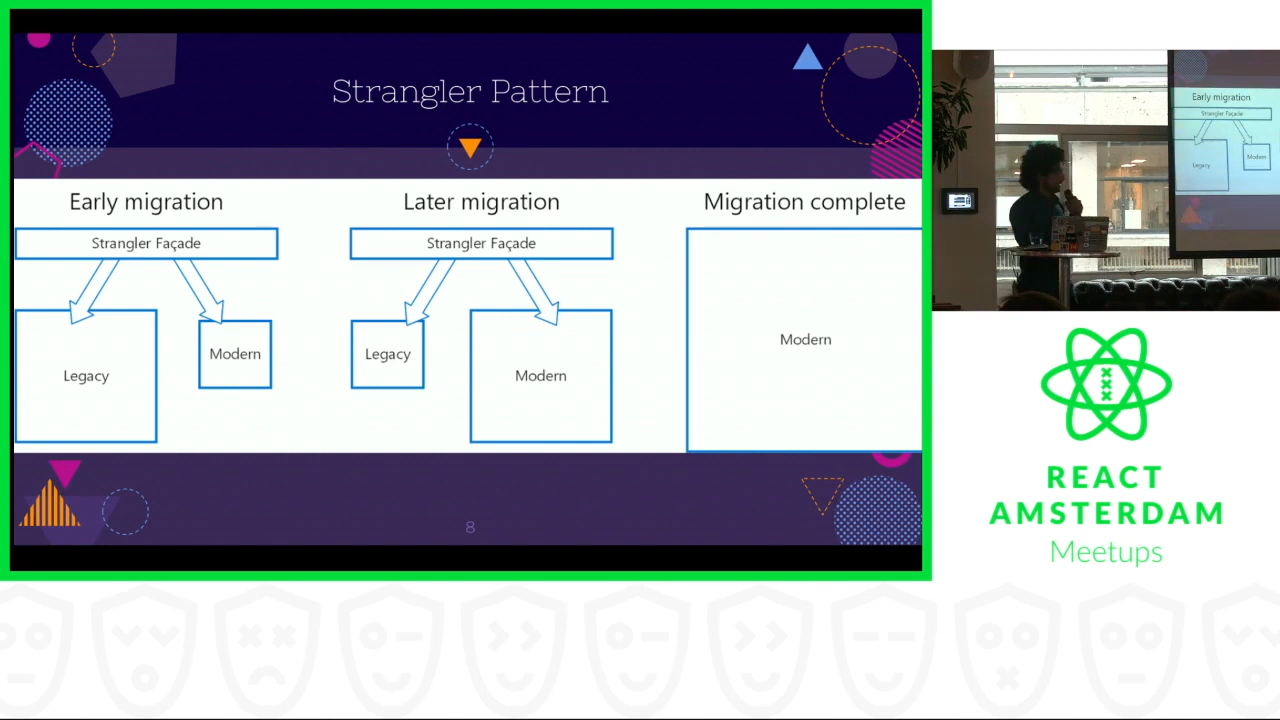 Strangler Pattern
Early migration
Later migration
Migration complete
Strangler Façade
Strangler Façade
Legacy
Modern
Legacy
Modern
Modern
8
Early migration
Strangler Façade
Legacy
Modern
REACT
AMSTERDAM
Meetups